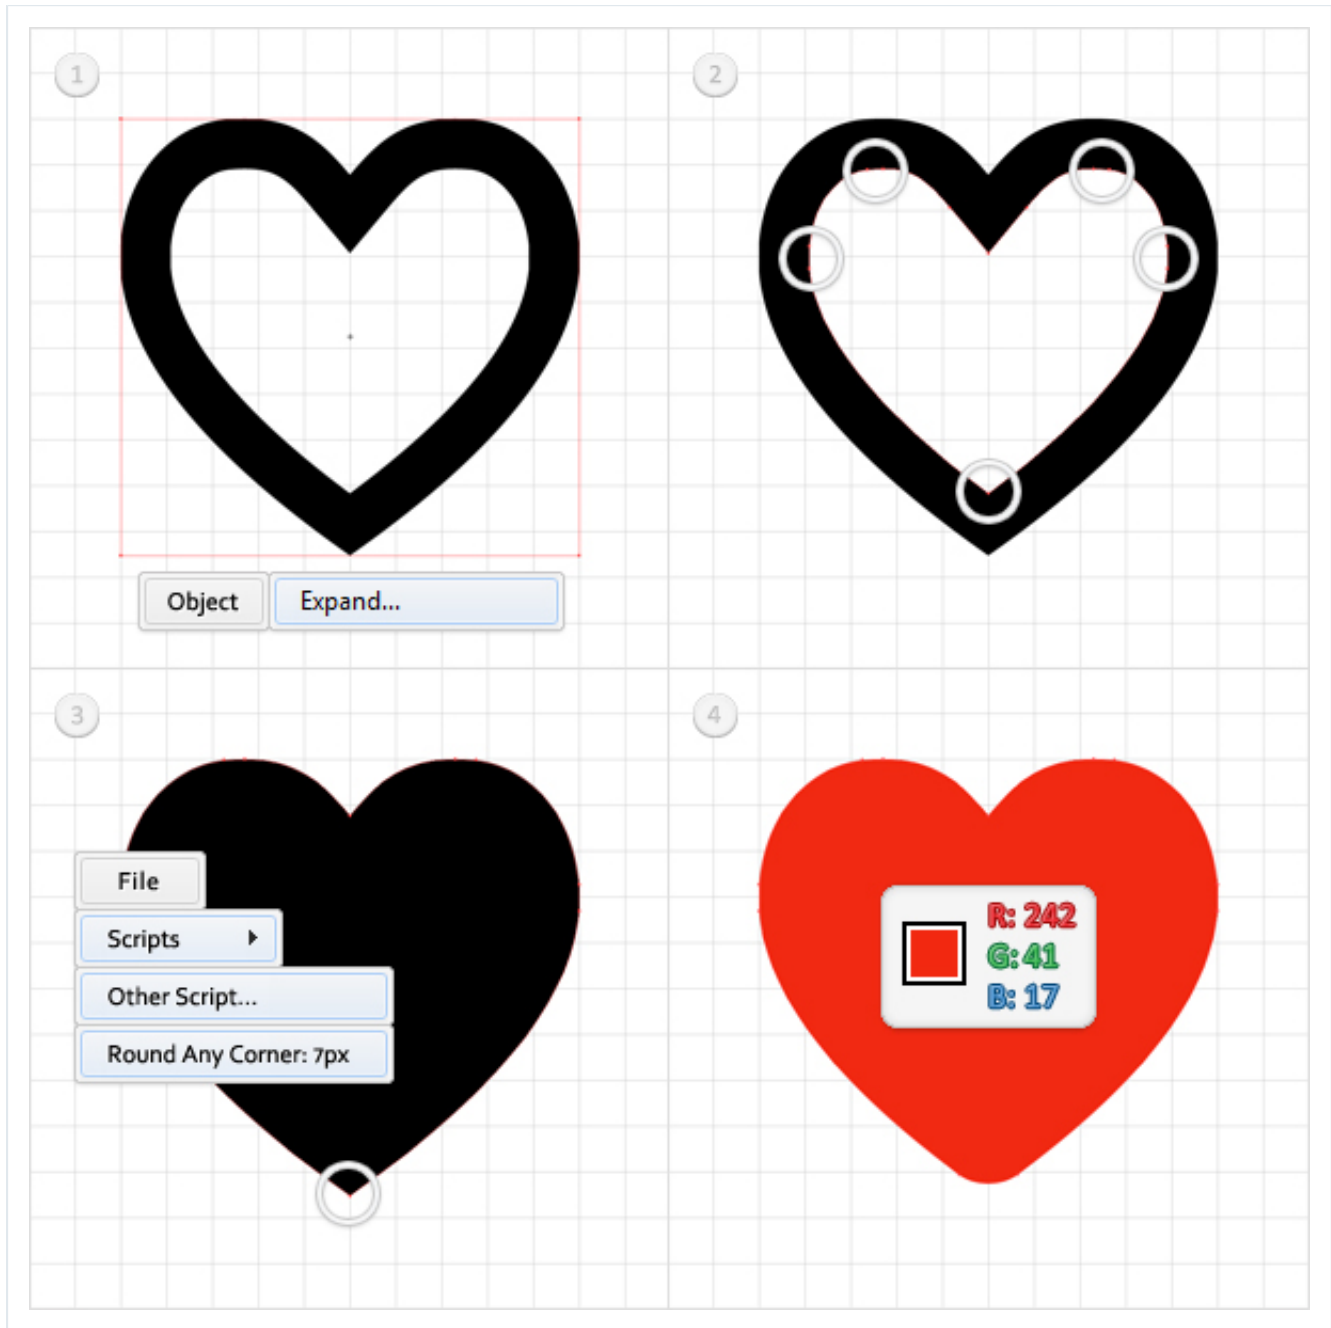 1
2
Object
Expand...
3
4
File
Scripts
Other Script...
Round Any Corner: 7px
R: 242
G: 41
B: 17